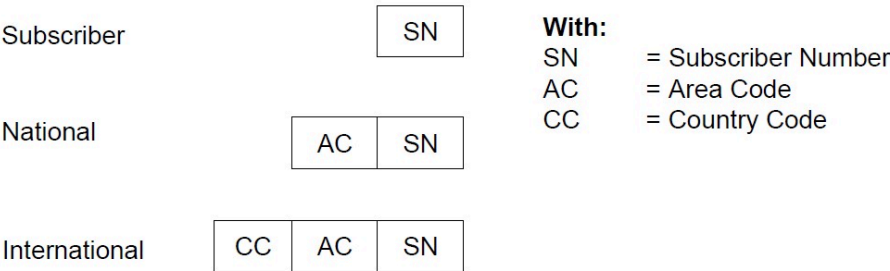 Subscriber SN
National AC SN
International CC AC SN
With:
SN = Subscriber Number
AC = Area Code
CC = Country Code